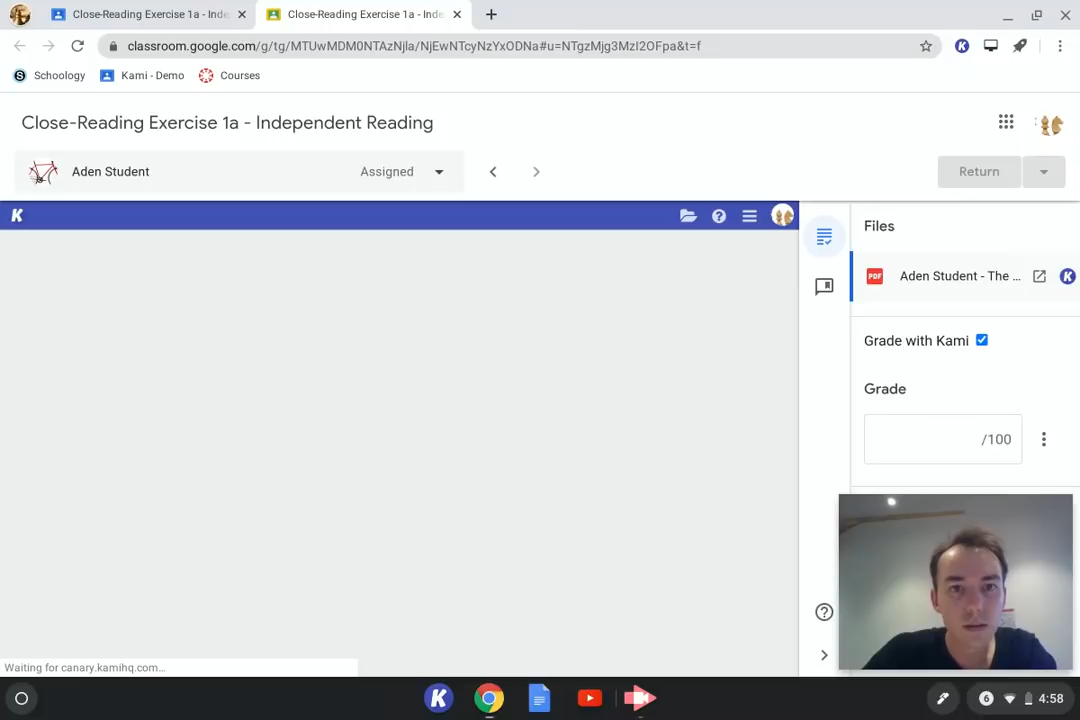 Close-Reading Exercise 1a - Inde
Close-Reading Exercise 1a - Inde
classroom.google.com/g/tg/MTUwMDM0NTAzNjla/NjEwNTcyNzYxODNa#u=NTgzMjg3MzI2OFpa&t=f
S Schoology
Kami - Demo
Courses
Close-Reading Exercise 1a - Independent Reading
Aden Student
Assigned
Return
K
Files
PDF Aden Student - The ...
K
Grade with Kami
Grade
/100
Waiting for canary.kamihq.com...
K
6
4:58